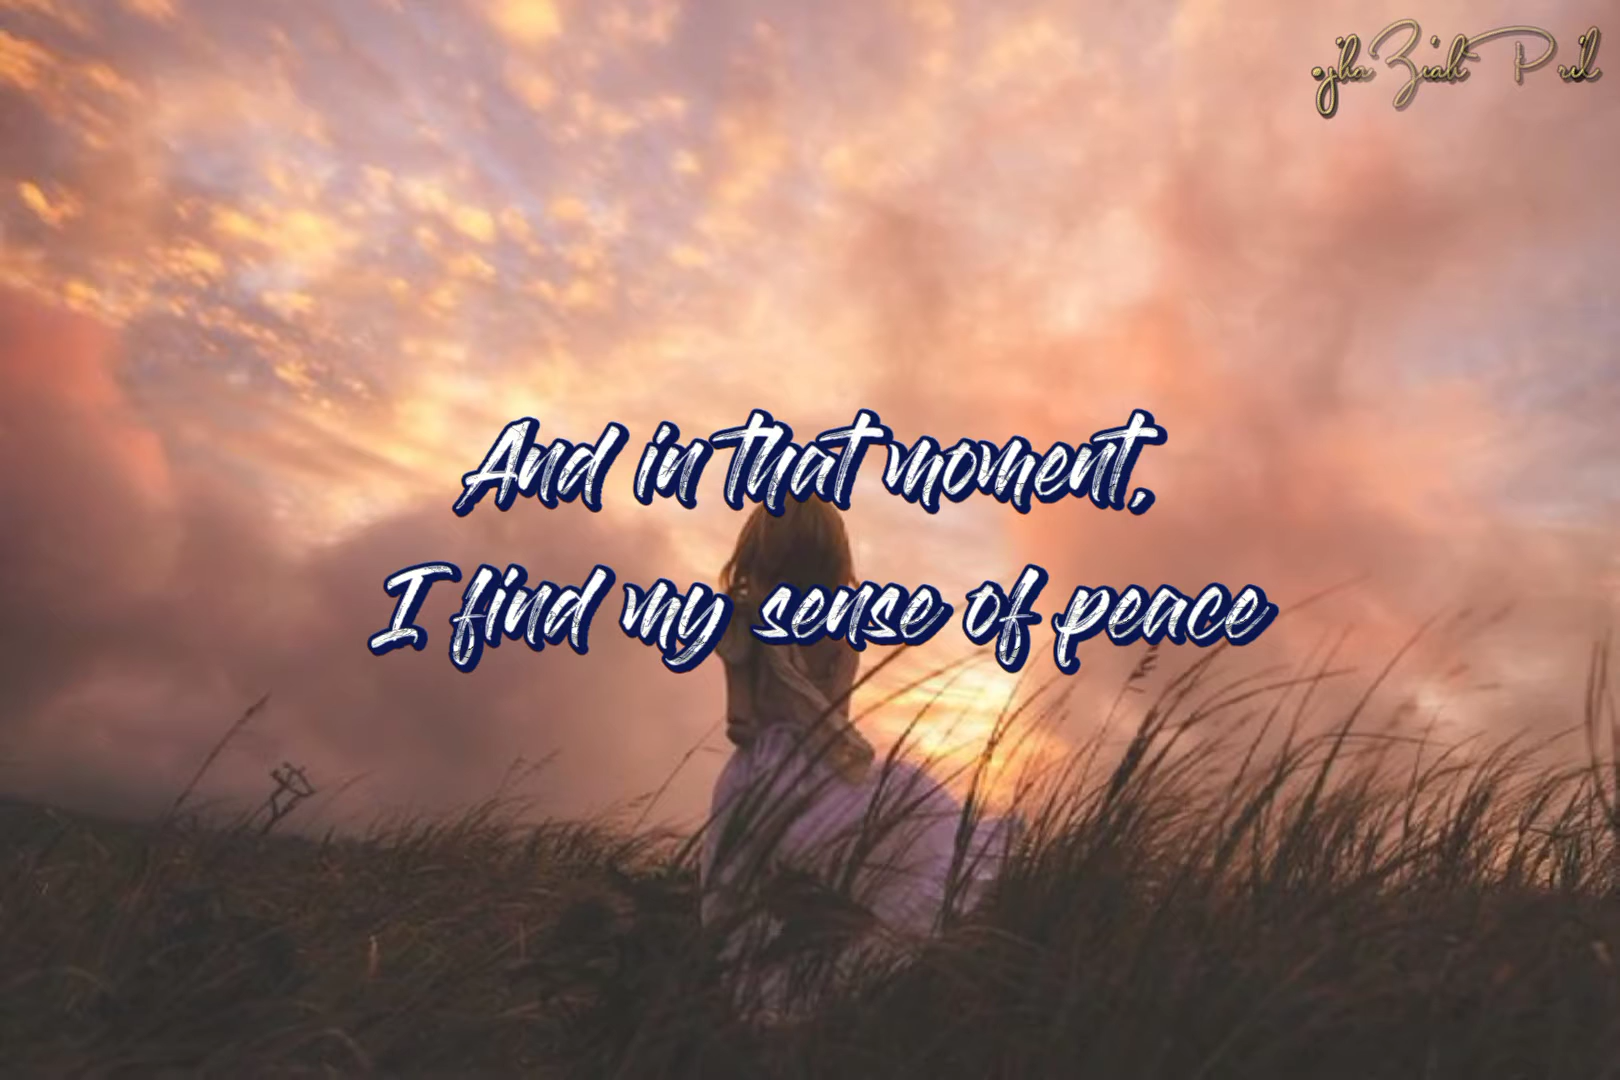 And in that moment,
I find my sense of peace